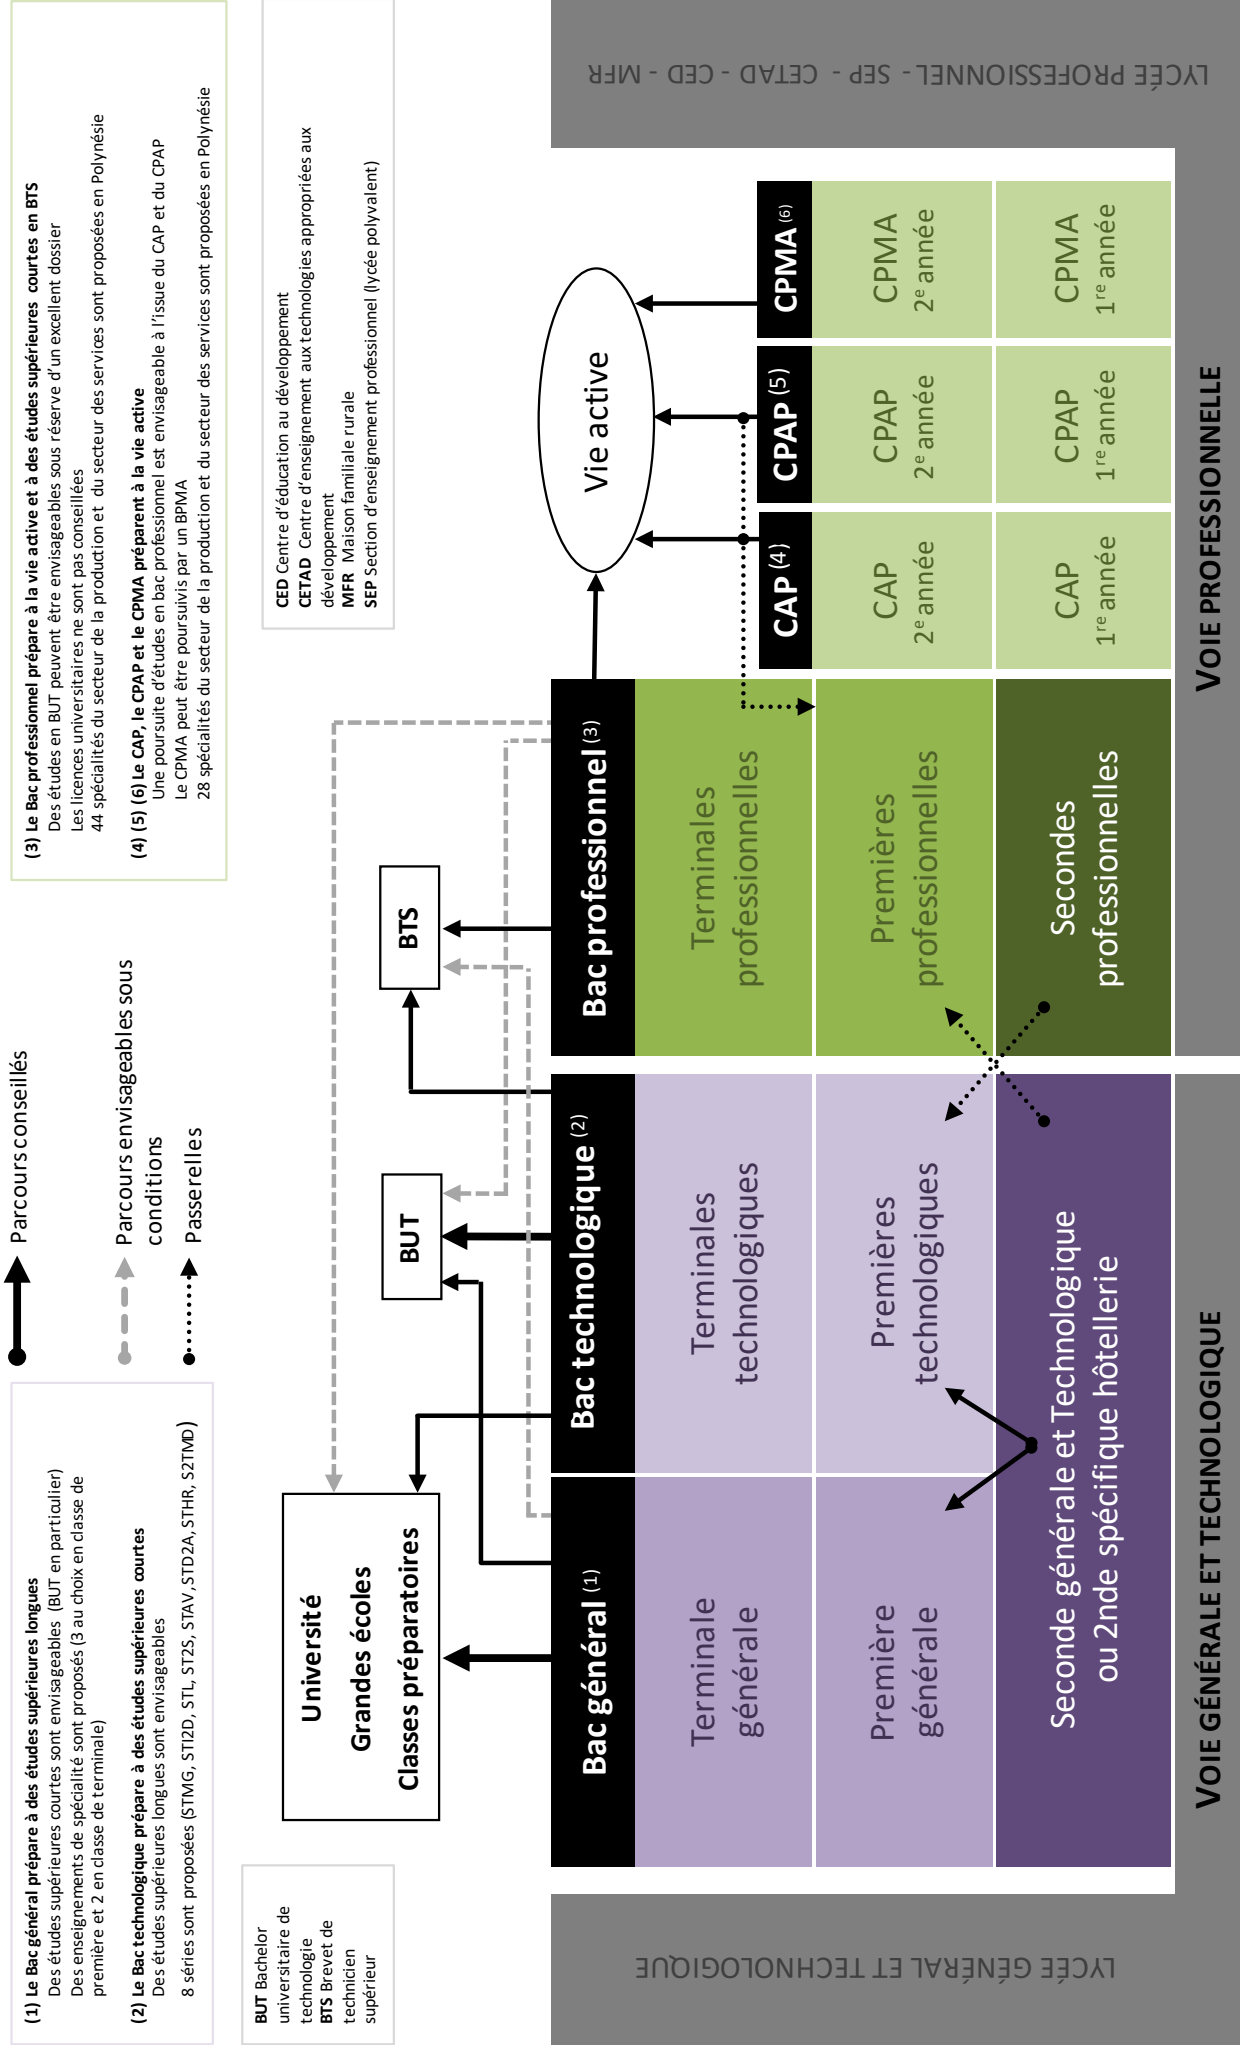 (1) Le Bac général prépare à des études supérieures longues
Des études supérieures courtes sont envisageables (BUT en particulier)
Des enseignements de spécialité sont proposés (3 au choix en classe de
première et 2 en classe de terminale)
(2) Le Bac technologique prépare à des études supérieures courtes
Des études supérieures longues sont envisageables
8 séries sont proposées (STMG, STI2D, STL, ST2S, STAV, STD2A, STHR, S2TMD)
Parcours conseillés
Parcours envisageables sous
conditions
Passerelles
(3) Le Bac professionnel prépare à la vie active et à des études supérieures courtes en BTS
Des études en BUT peuvent être envisageables sous réserve d'un excellent dossier
Les licences universitaires ne sont pas conseillées
44 spécialités du secteur de la production et du secteur des services sont proposées en Polynésie
(4) (5) (6) Le CAP, le CPAP et le CPMA préparent à la vie active
Une poursuite d'études en bac professionnel est envisageable à l'issue du CAP et du CPAP
Le CPMA peut être poursuivis par un BPMA
28 spécialités du secteur de la production et du secteur des services sont proposées en Polynésie
BUT Bachelor
universitaire de
technologie
BTS Brevet de
technicien
supérieur
CED Centre d'éducation au développement
CETAD Centre d'enseignement aux technologies appropriées aux
développement
MFR Maison familiale rurale
SEP Section d'enseignement professionnel (lycée polyvalent)
Université
Grandes écoles
Classes préparatoires
BUT
BTS
Vie active
Bac général (1)
Bac technologique (2)
Bac professionnel (3)
CAP (4)
CPAP (5)
CPMA (6)
Terminale
générale
Terminales
technologiques
Terminales
professionnelles
CAP
2e année
CPAP
2e année
CPMA
2e année
Première
générale
Premières
technologiques
Premières
professionnelles
Seconde générale et Technologique
ou 2nde spécifique hôtellerie
Secondes
professionnelles
CAP
1re année
CPAP
1re année
CPMA
1re année
LYCÉE GÉNÉRAL ET TECHNOLOGIQUE
LYCÉE PROFESSIONNEL - SEP - CETAD - CED - MFR
VOIE GÉNÉRALE ET TECHNOLOGIQUE
VOIE PROFESSIONNELLE